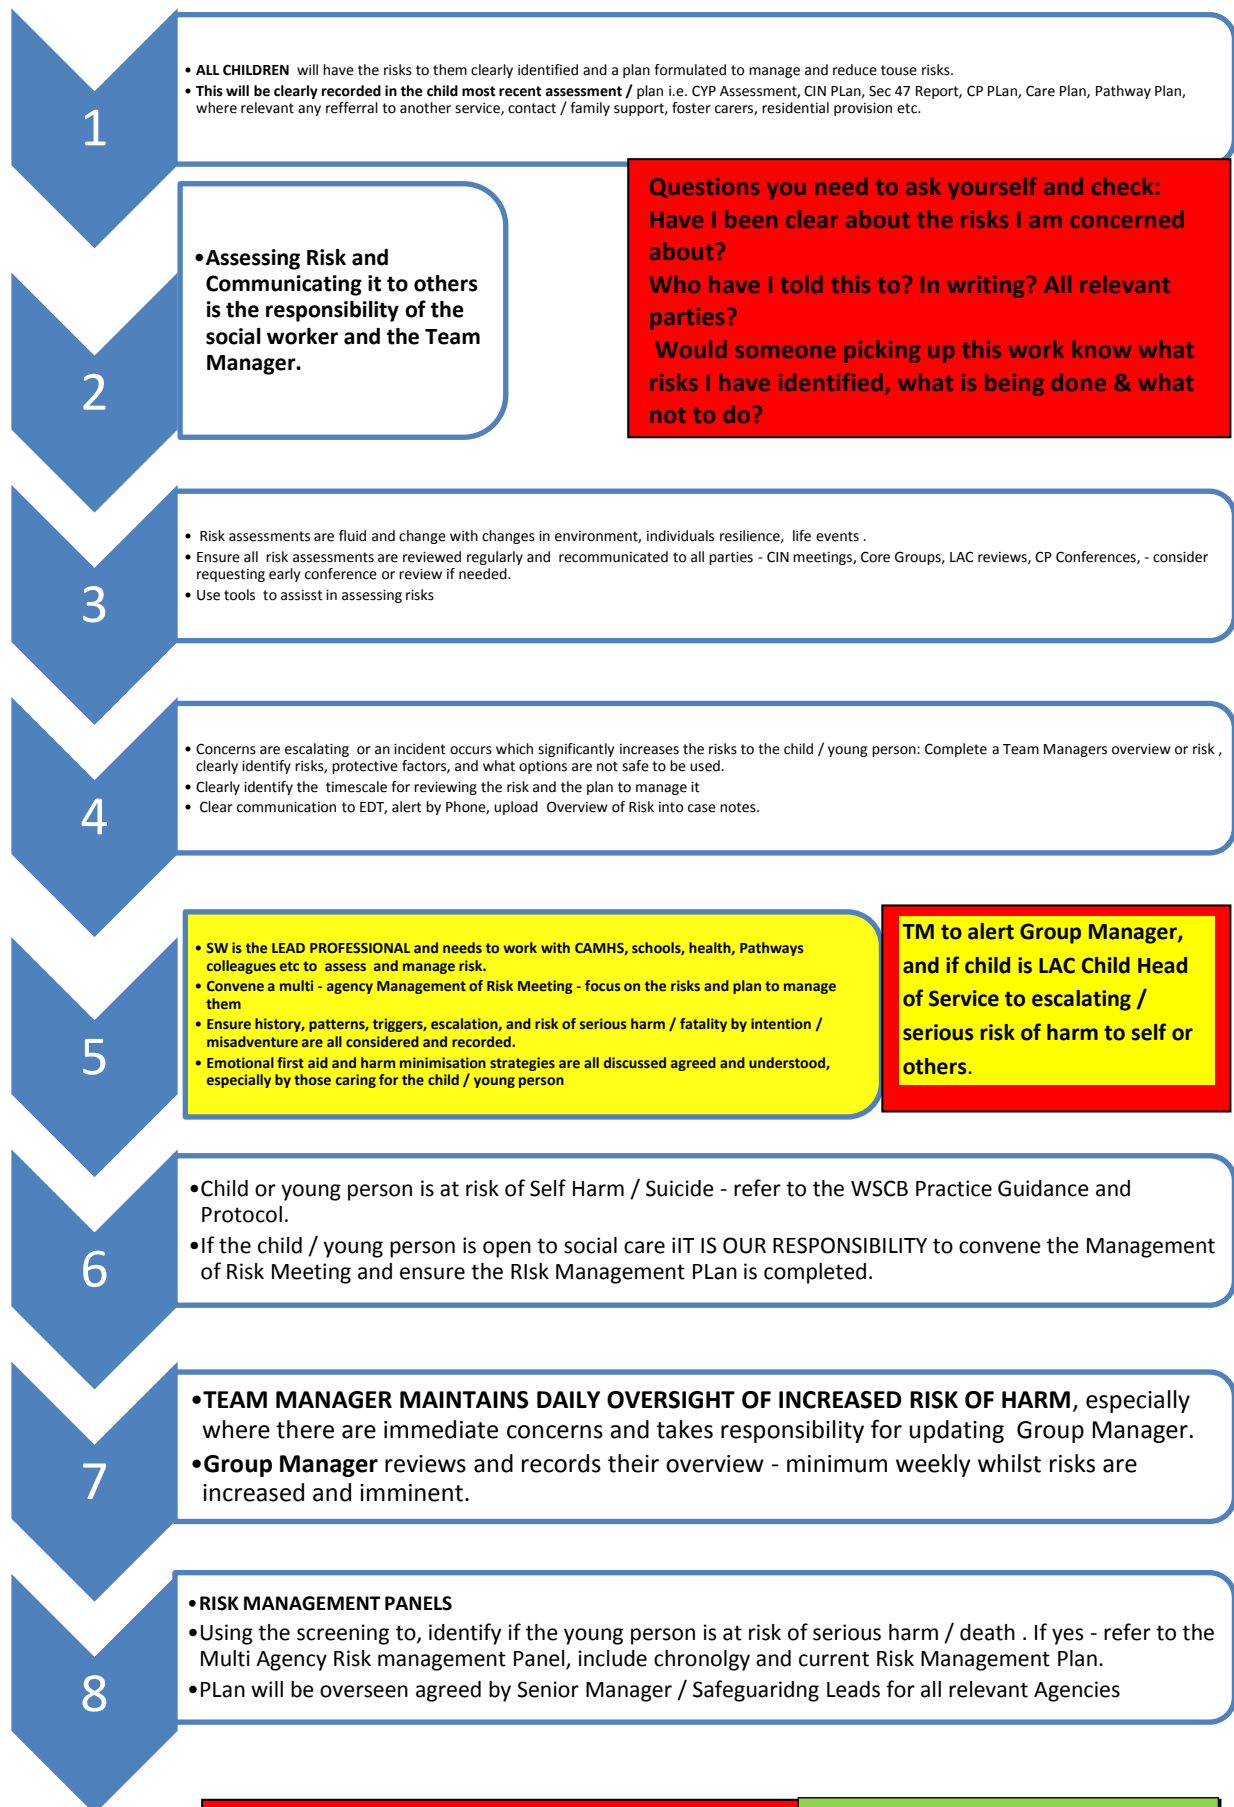 1
• ALL CHILDREN will have the risks to them clearly identified and a plan formulated to manage and reduce touse risks.
• This will be clearly recorded in the child most recent assessment / plan i.e. CYP Assessment, CIN PLan, Sec 47 Report, CP PLan, Care Plan, Pathway Plan,
where relevant any refferral to another service, contact / family support, foster carers, residential provision etc.
2
•Assessing Risk and
Communicating it to others
is the responsibility of the
social worker and the Team
Manager.
Questions you need to ask yourself and check:
Have I been clear about the risks I am concerned
about?
Who have I told this to? In writing? All relevant
parties?
Would someone picking up this work know what
risks I have identified, what is being done & what
not to do?
3
• Risk assessments are fluid and change with changes in environment, individuals resilience, life events .
• Ensure all risk assessments are reviewed regularly and recommunicated to all parties - CIN meetings, Core Groups, LAC reviews, CP Conferences, - consider
requesting early conference or review if needed.
• Use tools to assisst in assessing risks
4
• Concerns are escalating or an incident occurs which significantly increases the risks to the child / young person: Complete a Team Managers overview or risk ,
clearly identify risks, protective factors, and what options are not safe to be used.
• Clearly identify the timescale for reviewing the risk and the plan to manage it
• Clear communication to EDT, alert by Phone, upload Overview of Risk into case notes.
5
• SW is the LEAD PROFESSIONAL and needs to work with CAMHS, schools, health, Pathways
colleagues etc to assess and manage risk.
• Convene a multi - agency Management of Risk Meeting - focus on the risks and plan to manage
them
• Ensure history, patterns, triggers, escalation, and risk of serious harm / fatality by intention /
misadventure are all considered and recorded.
• Emotional first aid and harm minimisation strategies are all discussed agreed and understood,
especially by those caring for the child / young person
TM to alert Group Manager,
and if child is LAC Child Head
of Service to escalating /
serious risk of harm to self or
others.
6
•Child or young person is at risk of Self Harm / Suicide - refer to the WSCB Practice Guidance and
Protocol.
•If the child / young person is open to social care iIT IS OUR RESPONSIBILITY to convene the Management
of Risk Meeting and ensure the RIsk Management PLan is completed.
7
•TEAM MANAGER MAINTAINS DAILY OVERSIGHT OF INCREASED RISK OF HARM, especially
where there are immediate concerns and takes responsibility for updating Group Manager.
•Group Manager reviews and records their overview - minimum weekly whilst risks are
increased and imminent.
8
•RISK MANAGEMENT PANELS
•Using the screening to, identify if the young person is at risk of serious harm / death . If yes - refer to the
Multi Agency Risk management Panel, include chronolgy and current Risk Management Plan.
•PLan will be overseen agreed by Senior Manager / Safeguaridng Leads for all relevant Agencies